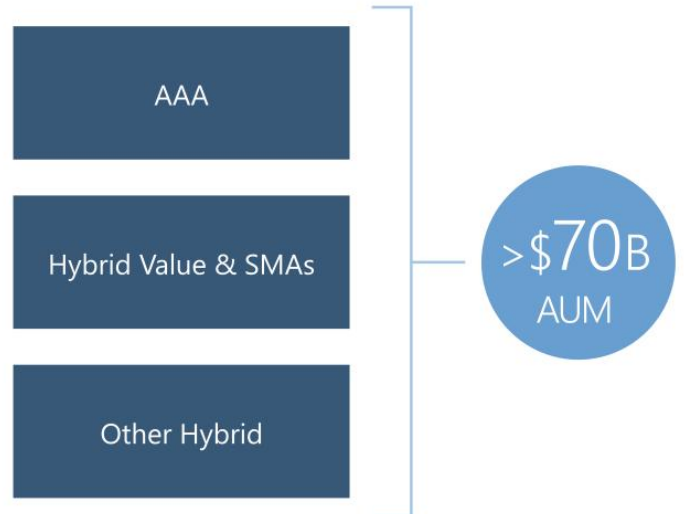 AAA
Hybrid Value & SMAs
Other Hybrid
>$70B
AUM